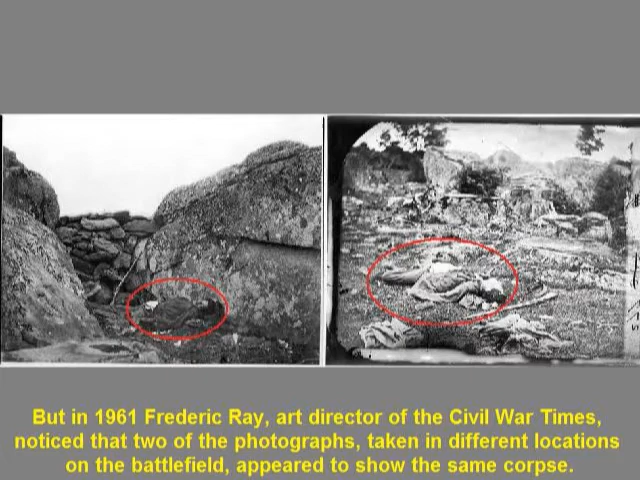 But in 1961 Frederic Ray, art director of the Civil War Times,
noticed that two of the photographs, taken in different locations
on the battlefield, appeared to show the same corpse.